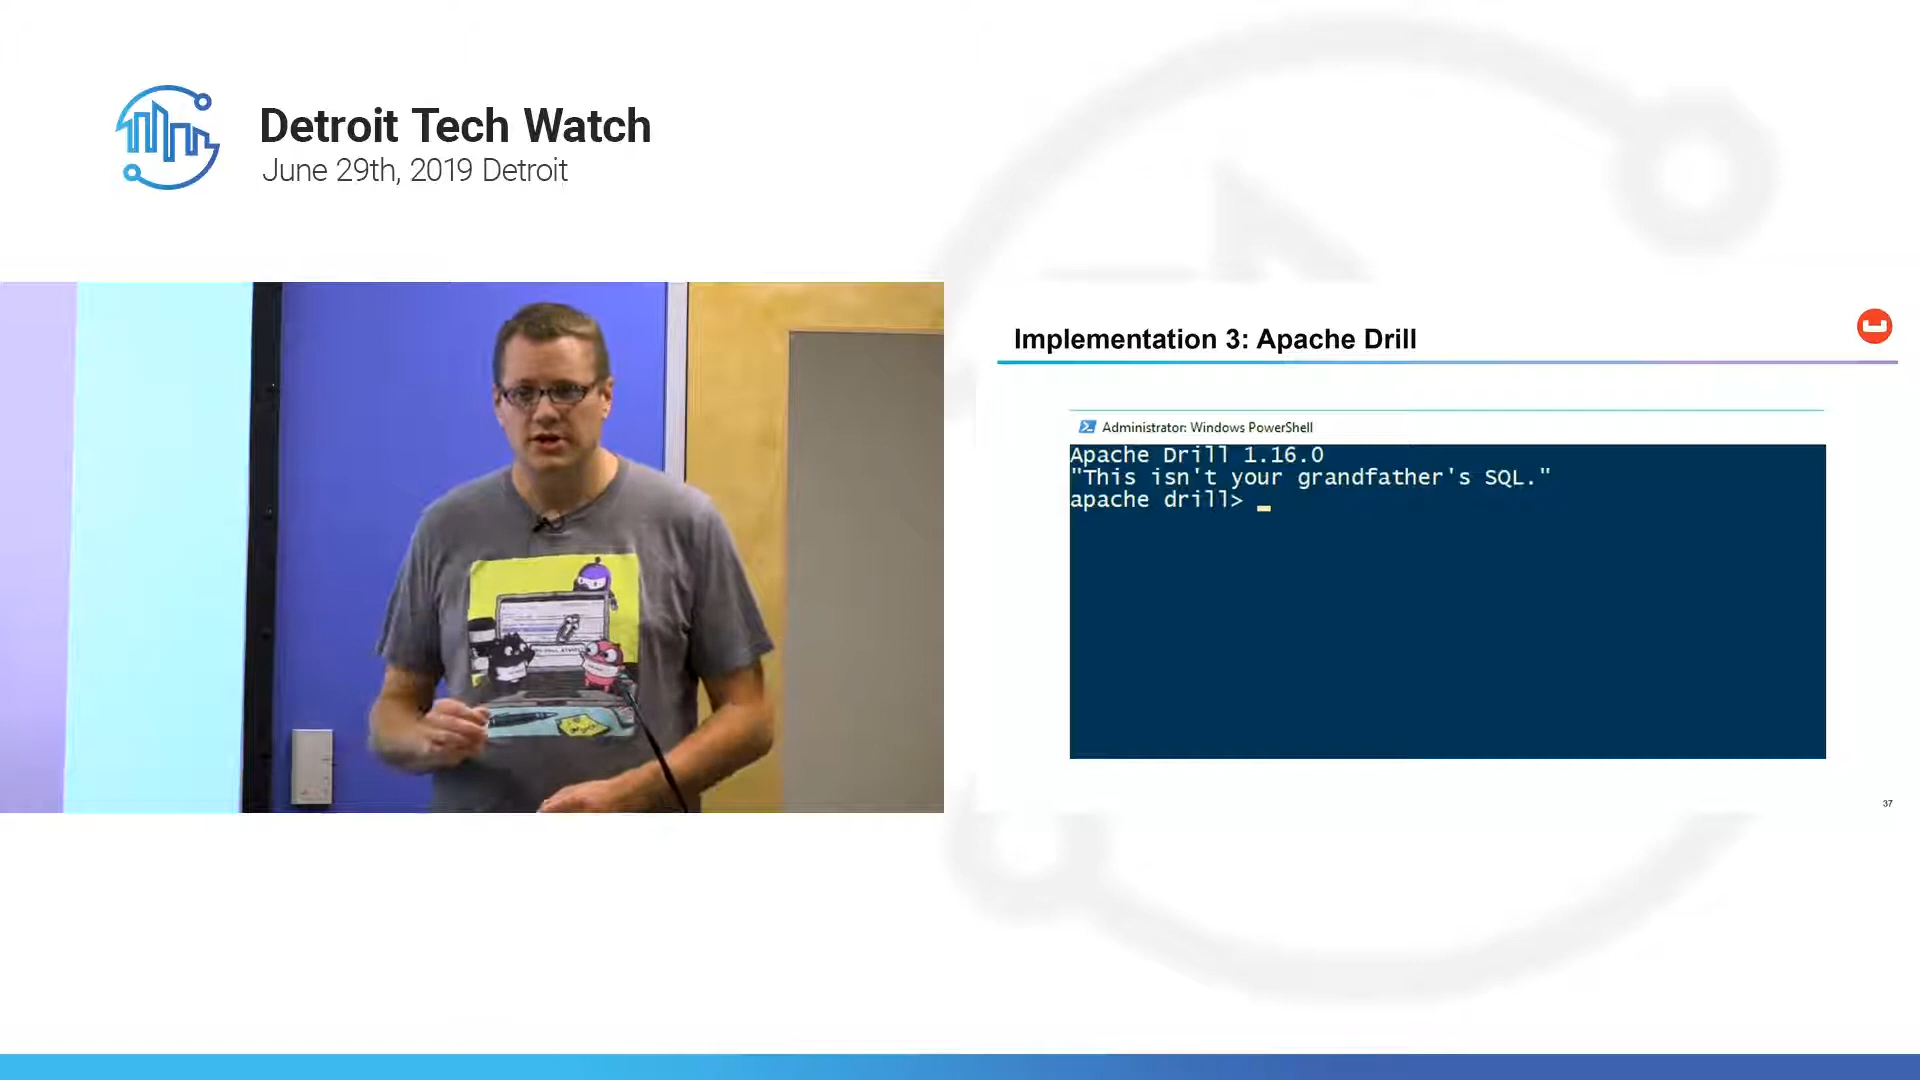 Detroit Tech Watch
June 29th, 2019 Detroit
Implementation 3: Apache Drill
Administrator: Windows PowerShell
Apache Drill 1.16.0
"This isn't your grandfather's SQL."
apache drill>
37